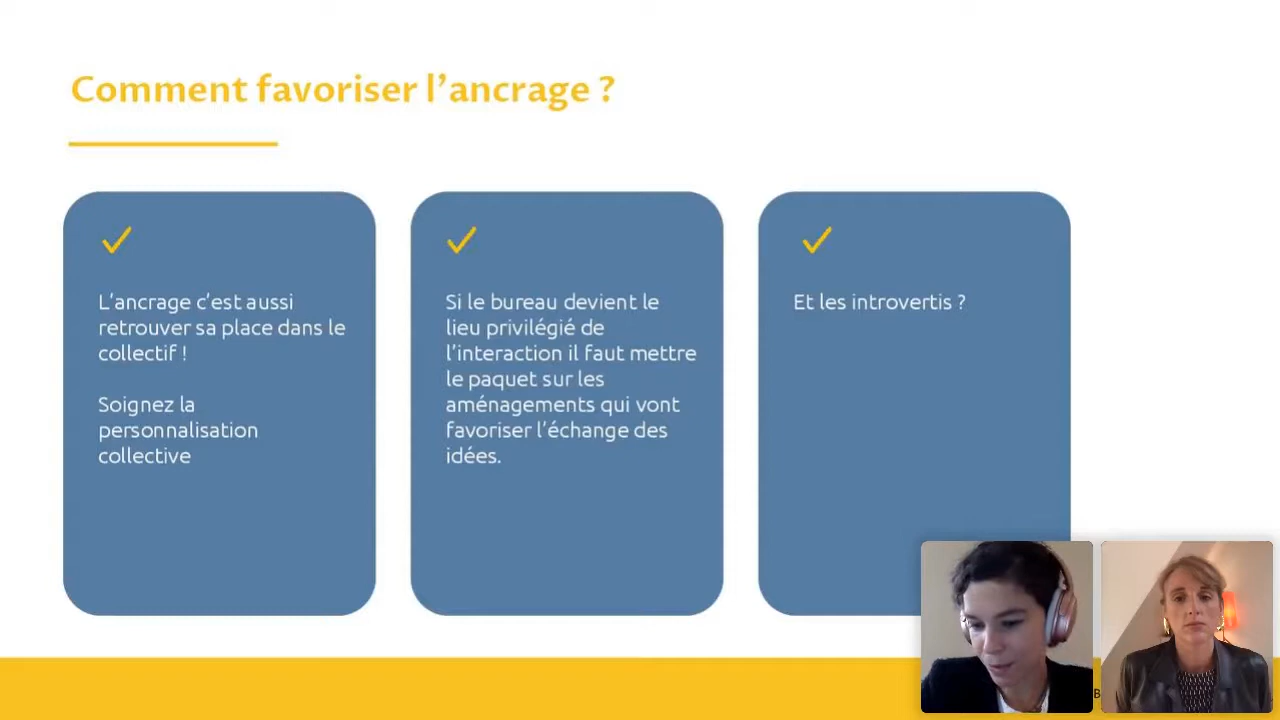 Comment favoriser l'ancrage ?
L'ancrage c'est aussi
retrouver sa place dans le
collectif !
Soignez la
personnalisation
collective
Si le bureau devient le
lieu privilégié de
l'interaction il faut mettre
le paquet sur les
aménagements qui vont
favoriser l'échange des
idées.
Et les introvertis ?